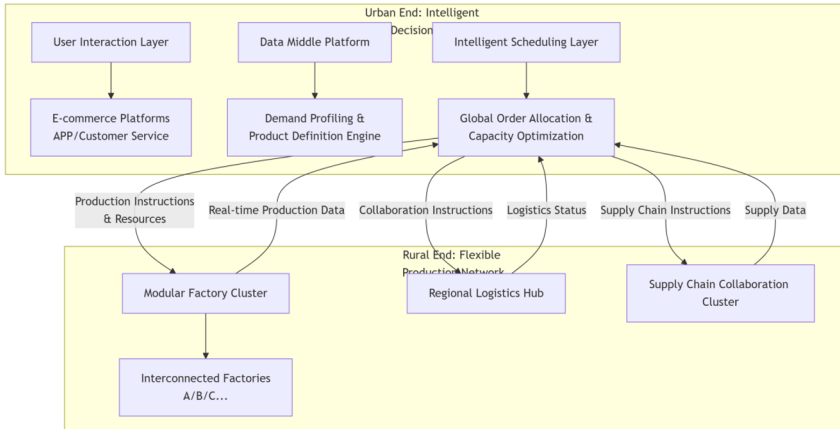 Urban End: Intelligent
Decision
User Interaction Layer
Data Middle Platform
Intelligent Scheduling Layer
E-commerce Platforms
APP/Customer Service
Demand Profiling &
Product Definition Engine
Global Order Allocation &
Capacity Optimization
Production Instructions
& Resources
Real-time Production Data
Collaboration Instructions
Logistics Status
Supply Chain Instructions
Supply Data
Rural End: Flexible
Production Network
Modular Factory Cluster
Regional Logistics Hub
Supply Chain Collaboration
Cluster
Interconnected Factories
A/B/C...